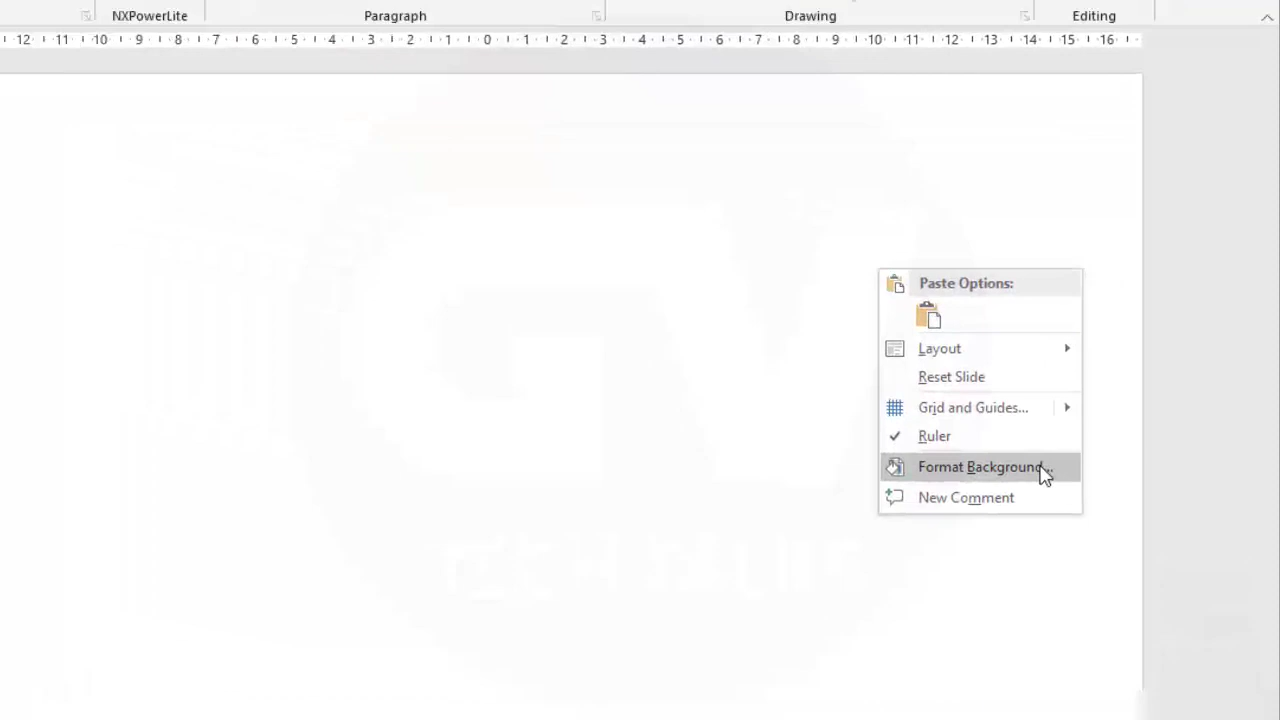 NXPowerLite Paragraph Drawing Editing
12 11 10 9 8 7 6 5 4 3 2 1 0 1 2 3 4 5 6 7 8 9 10 11 12 13 14 15 16
Paste Options:
Layout
Reset Slide
Grid and Guides...
Ruler
Format Background...
New Comment